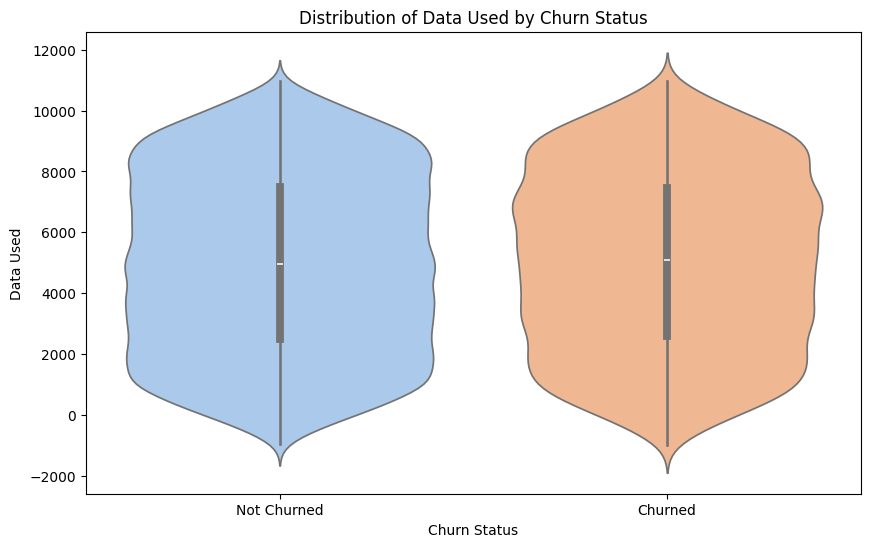 Distribution of Data Used by Churn Status
12000
10000
8000
6000
4000
2000
0
−2000
Data Used
Not Churned
Churned
Churn Status